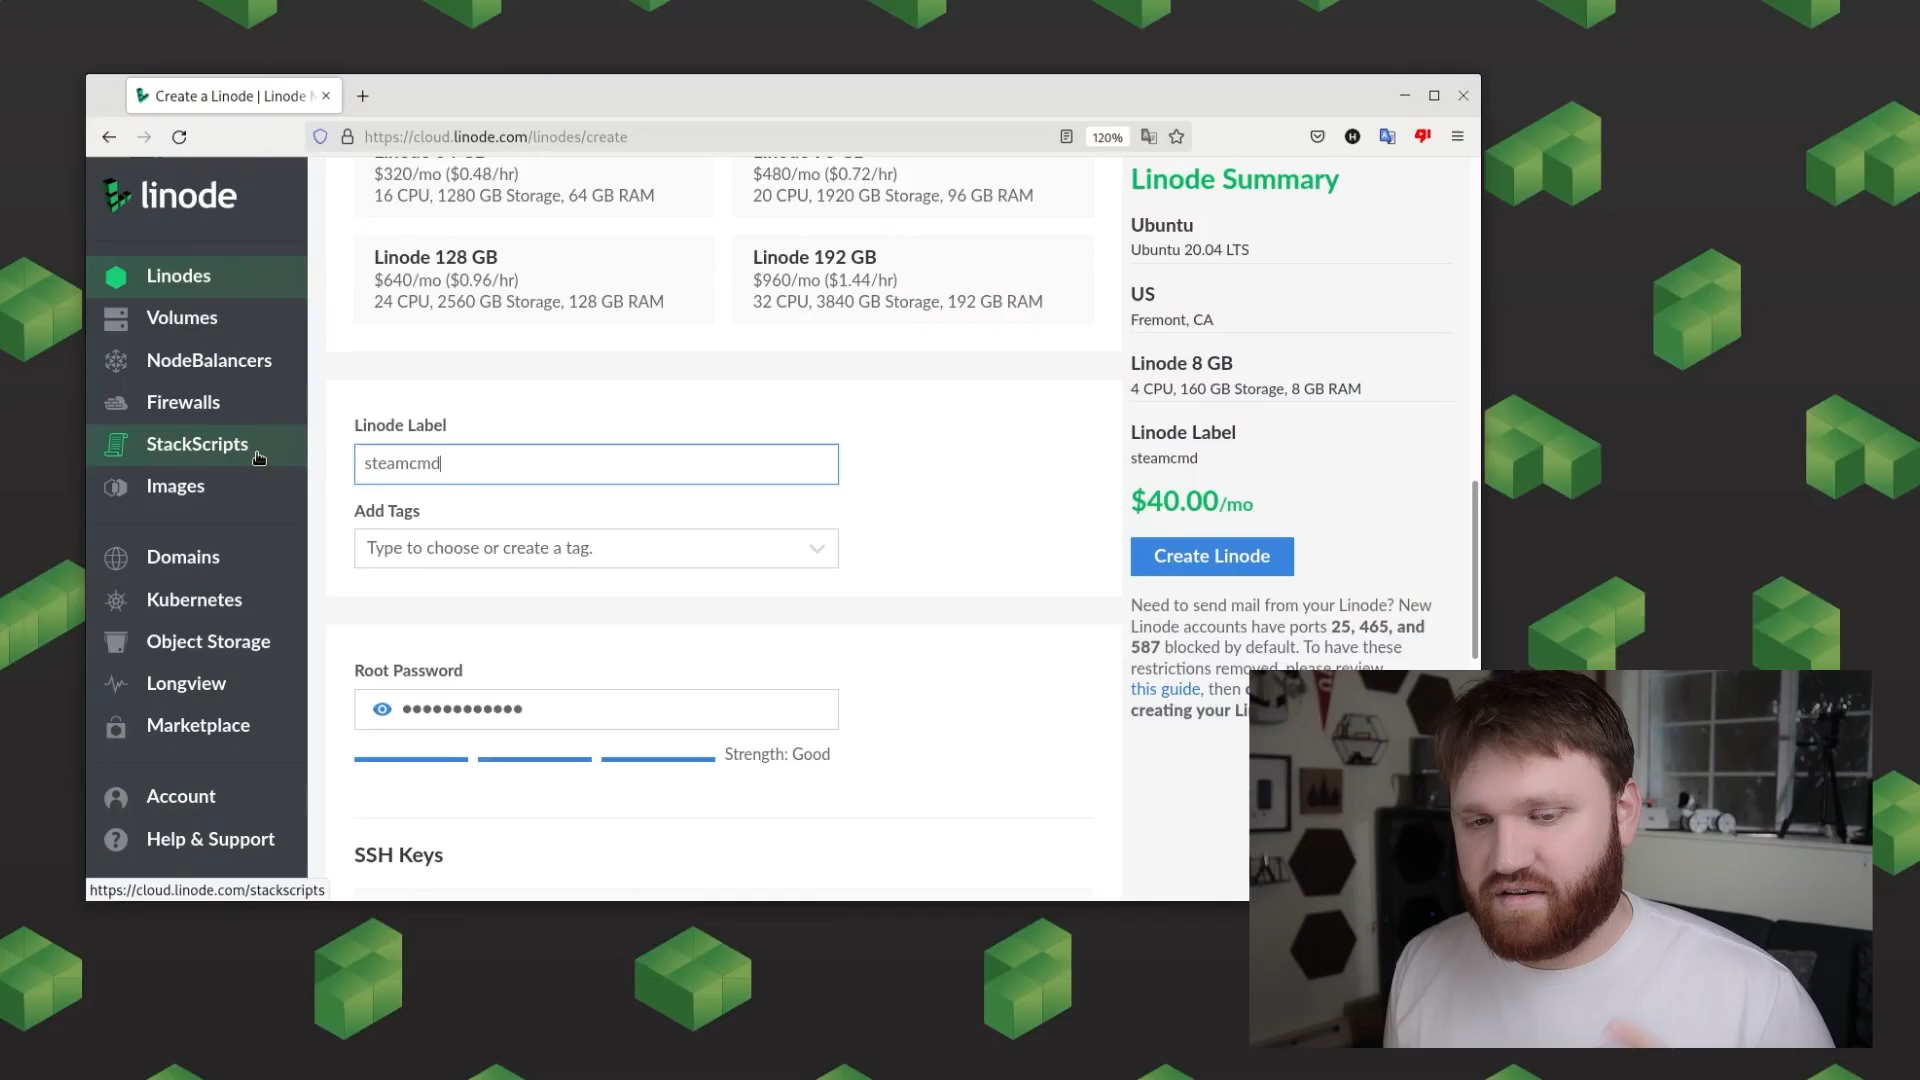 Create a Linode | Linode
https://cloud.linode.com/linodes/create
120%
linode
Linodes
Volumes
NodeBalancers
Firewalls
StackScripts
Images
Domains
Kubernetes
Object Storage
Longview
Marketplace
Account
Help & Support
https://cloud.linode.com/stackscripts
$320/mo ($0.48/hr)
16 CPU, 1280 GB Storage, 64 GB RAM
$480/mo ($0.72/hr)
20 CPU, 1920 GB Storage, 96 GB RAM
Linode 128 GB
$640/mo ($0.96/hr)
24 CPU, 2560 GB Storage, 128 GB RAM
Linode 192 GB
$960/mo ($1.44/hr)
32 CPU, 3840 GB Storage, 192 GB RAM
Linode Label
steamcmd
Add Tags
Type to choose or create a tag.
Root Password
Strength: Good
SSH Keys
Linode Summary
Ubuntu
Ubuntu 20.04 LTS
US
Fremont, CA
Linode 8 GB
4 CPU, 160 GB Storage, 8 GB RAM
Linode Label
steamcmd
$40.00/mo
Create Linode
Need to send mail from your Linode? New
Linode accounts have ports 25, 465, and
587 blocked by default. To have these
restrictions removed, please review
this guide, then
creating your